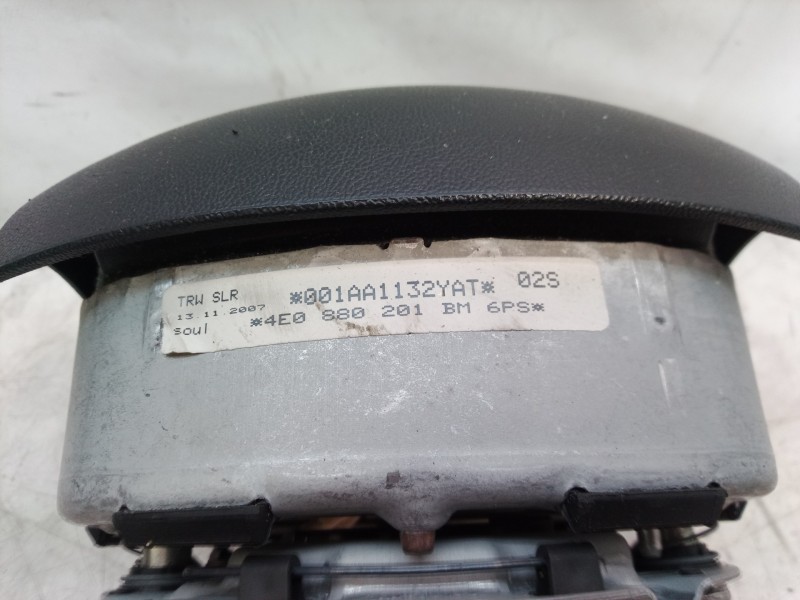 TRW SLR *001AA1132YAT* 02S
13.11.2007
soul *4E0 880 201 BM 6PS*